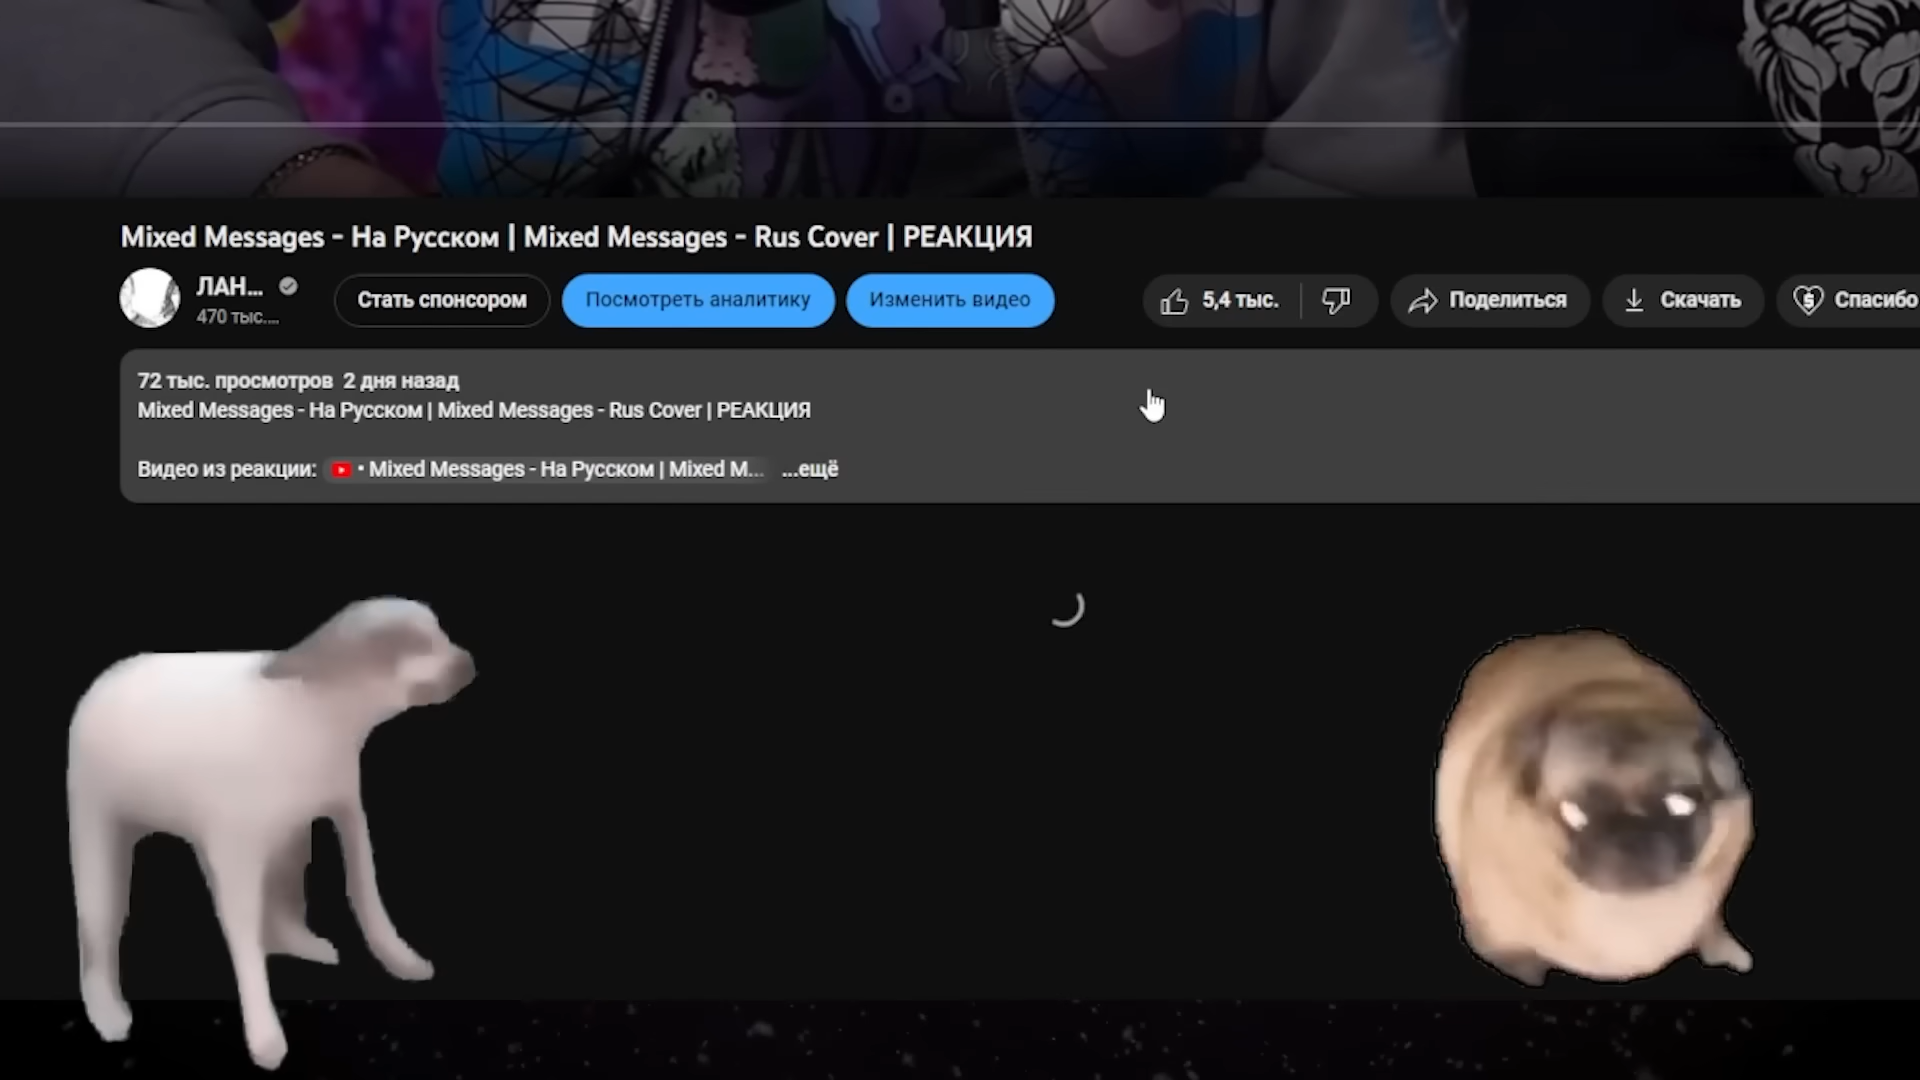 Mixed Messages - На Русском | Mixed Messages - Rus Cover | РЕАКЦИЯ
ЛАН...
470 тыс....
Стать спонсором
Посмотреть аналитику
Изменить видео
5,4 тыс.
Поделиться
Скачать
Спасибо
72 тыс. просмотров 2 дня назад
Mixed Messages - На Русском | Mixed Messages - Rus Cover | РЕАКЦИЯ
Видео из реакции: • Mixed Messages - На Русском | Mixed M... ...ещё